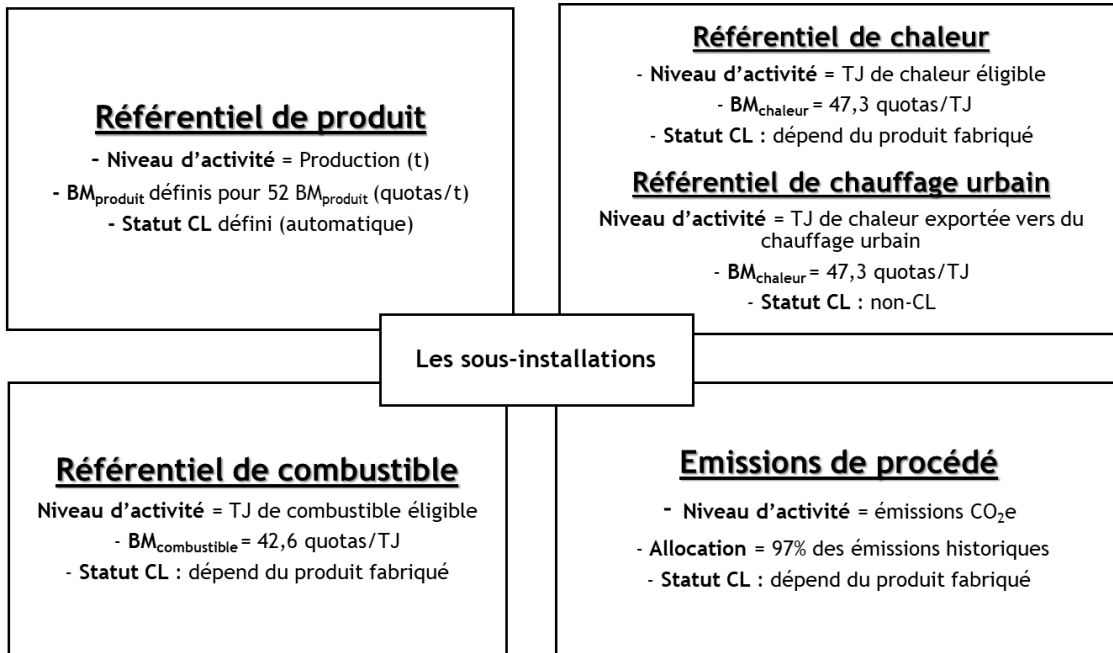 Référentiel de produit
- Niveau d’activité = Production (t)
- BMproduit définis pour 52 BMproduit (quotas/t)
- Statut CL défini (automatique)
Référentiel de chaleur
- Niveau d’activité = TJ de chaleur éligible
- BMchaleur = 47,3 quotas/TJ
- Statut CL : dépend du produit fabriqué
Référentiel de chauffage urbain
Niveau d’activité = TJ de chaleur exportée vers du
chauffage urbain
- BMchaleur = 47,3 quotas/TJ
- Statut CL : non-CL
Les sous-installations
Référentiel de combustible
Niveau d’activité = TJ de combustible éligible
- BMcombustible = 42,6 quotas/TJ
- Statut CL : dépend du produit fabriqué
Emissions de procédé
- Niveau d’activité = émissions CO₂e
- Allocation = 97% des émissions historiques
- Statut CL : dépend du produit fabriqué